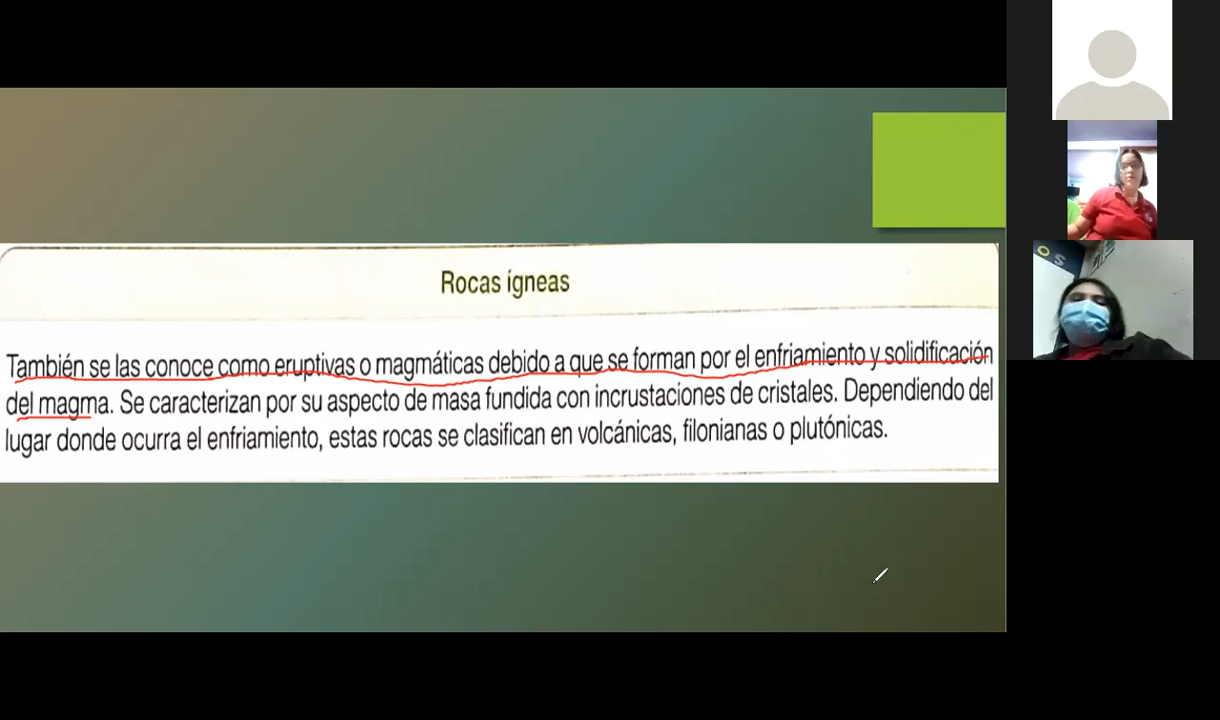 Rocas ígneas
También se las conoce como eruptivas o magmáticas debido a que se forman por el enfriamiento y solidificación
del magma. Se caracterizan por su aspecto de masa fundida con incrustaciones de cristales. Dependiendo del
lugar donde ocurra el enfriamiento, estas rocas se clasifican en volcánicas, filonianas o plutónicas.